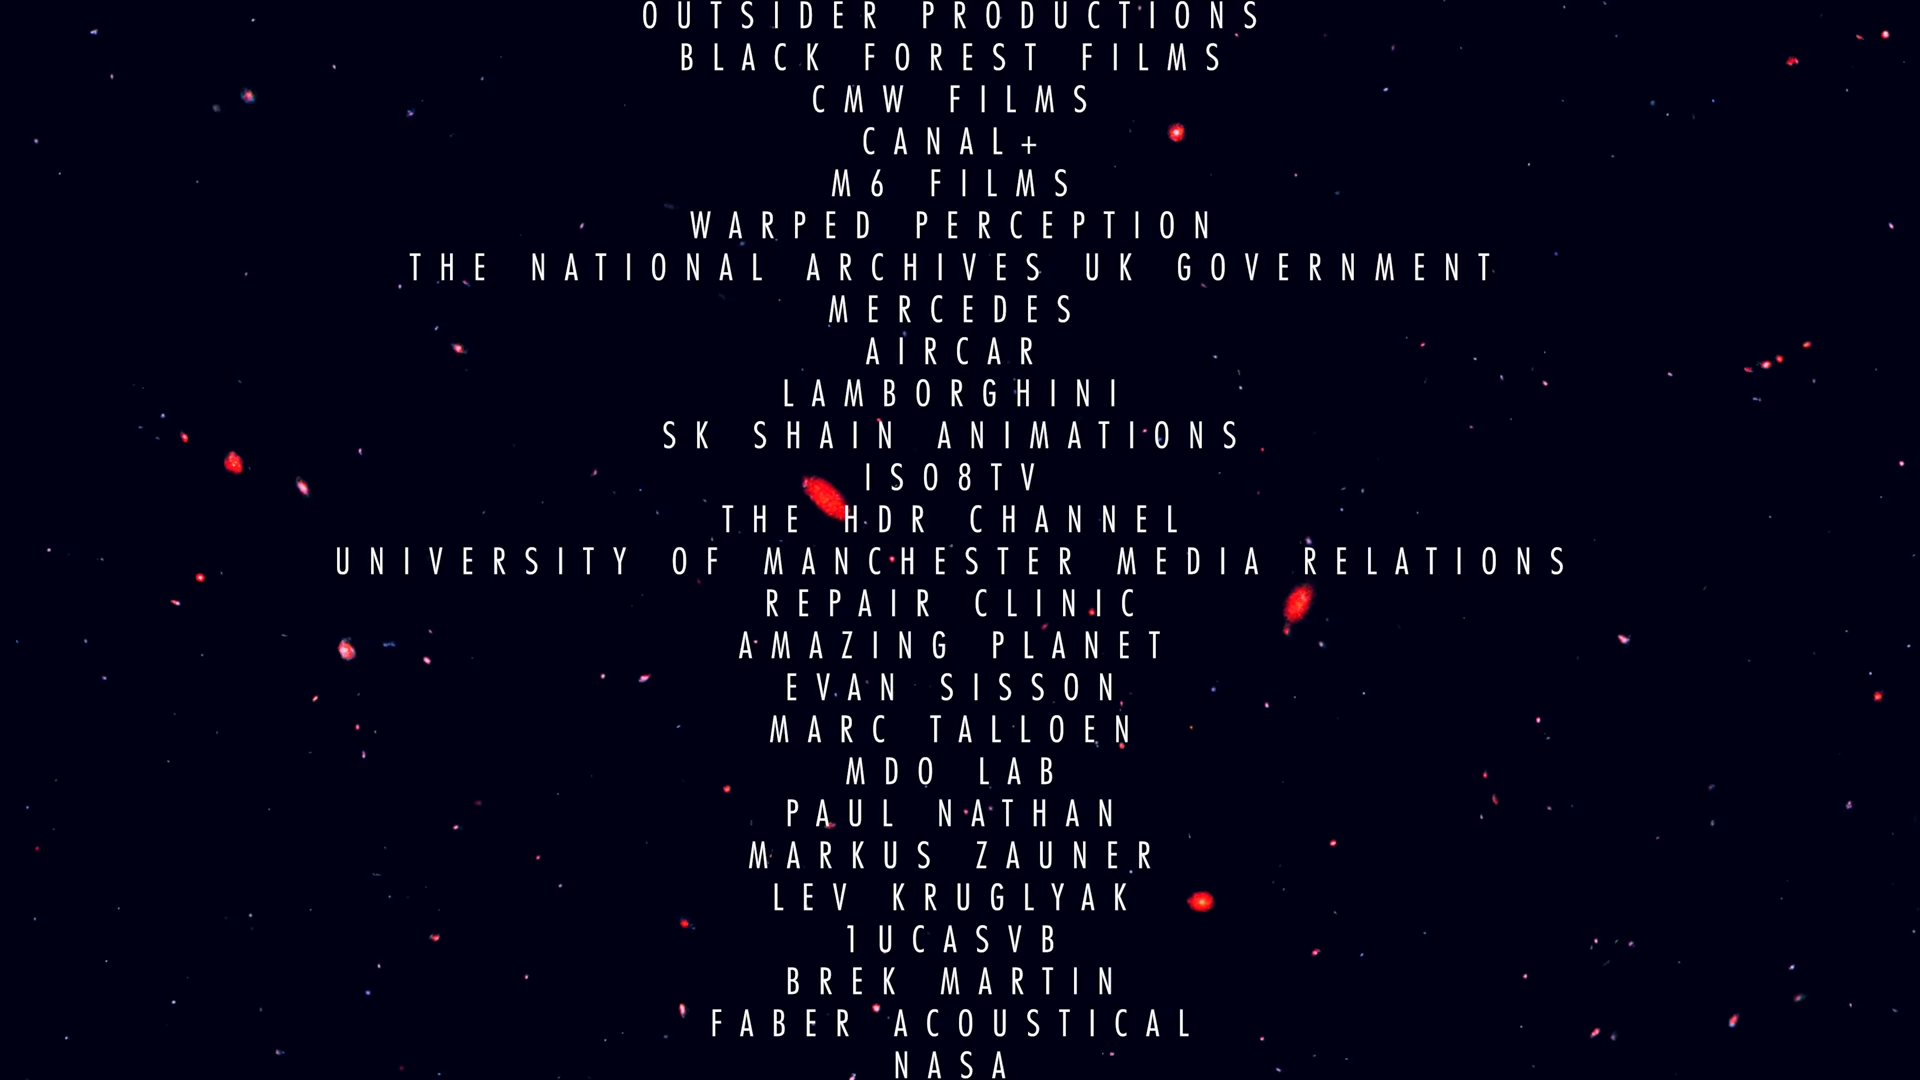 OUTSIDER PRODUCTIONS
BLACK FOREST FILMS
CMW FILMS
CANAL+
M6 FILMS
WARPED PERCEPTION
THE NATIONAL ARCHIVES UK GOVERNMENT
MERCEDES
AIRCAR
LAMBORGHINI
SK SHAIN ANIMATIONS
ISO8TV
THE HDR CHANNEL
UNIVERSITY OF MANCHESTER MEDIA RELATIONS
REPAIR CLINIC
AMAZING PLANET
EVAN SISSON
MARC TALLOEN
MDO LAB
PAUL NATHAN
MARKUS ZAUNER
LEV KRUGLYAK
1UCASVB
BREK MARTIN
FABER ACOUSTICAL
NASA